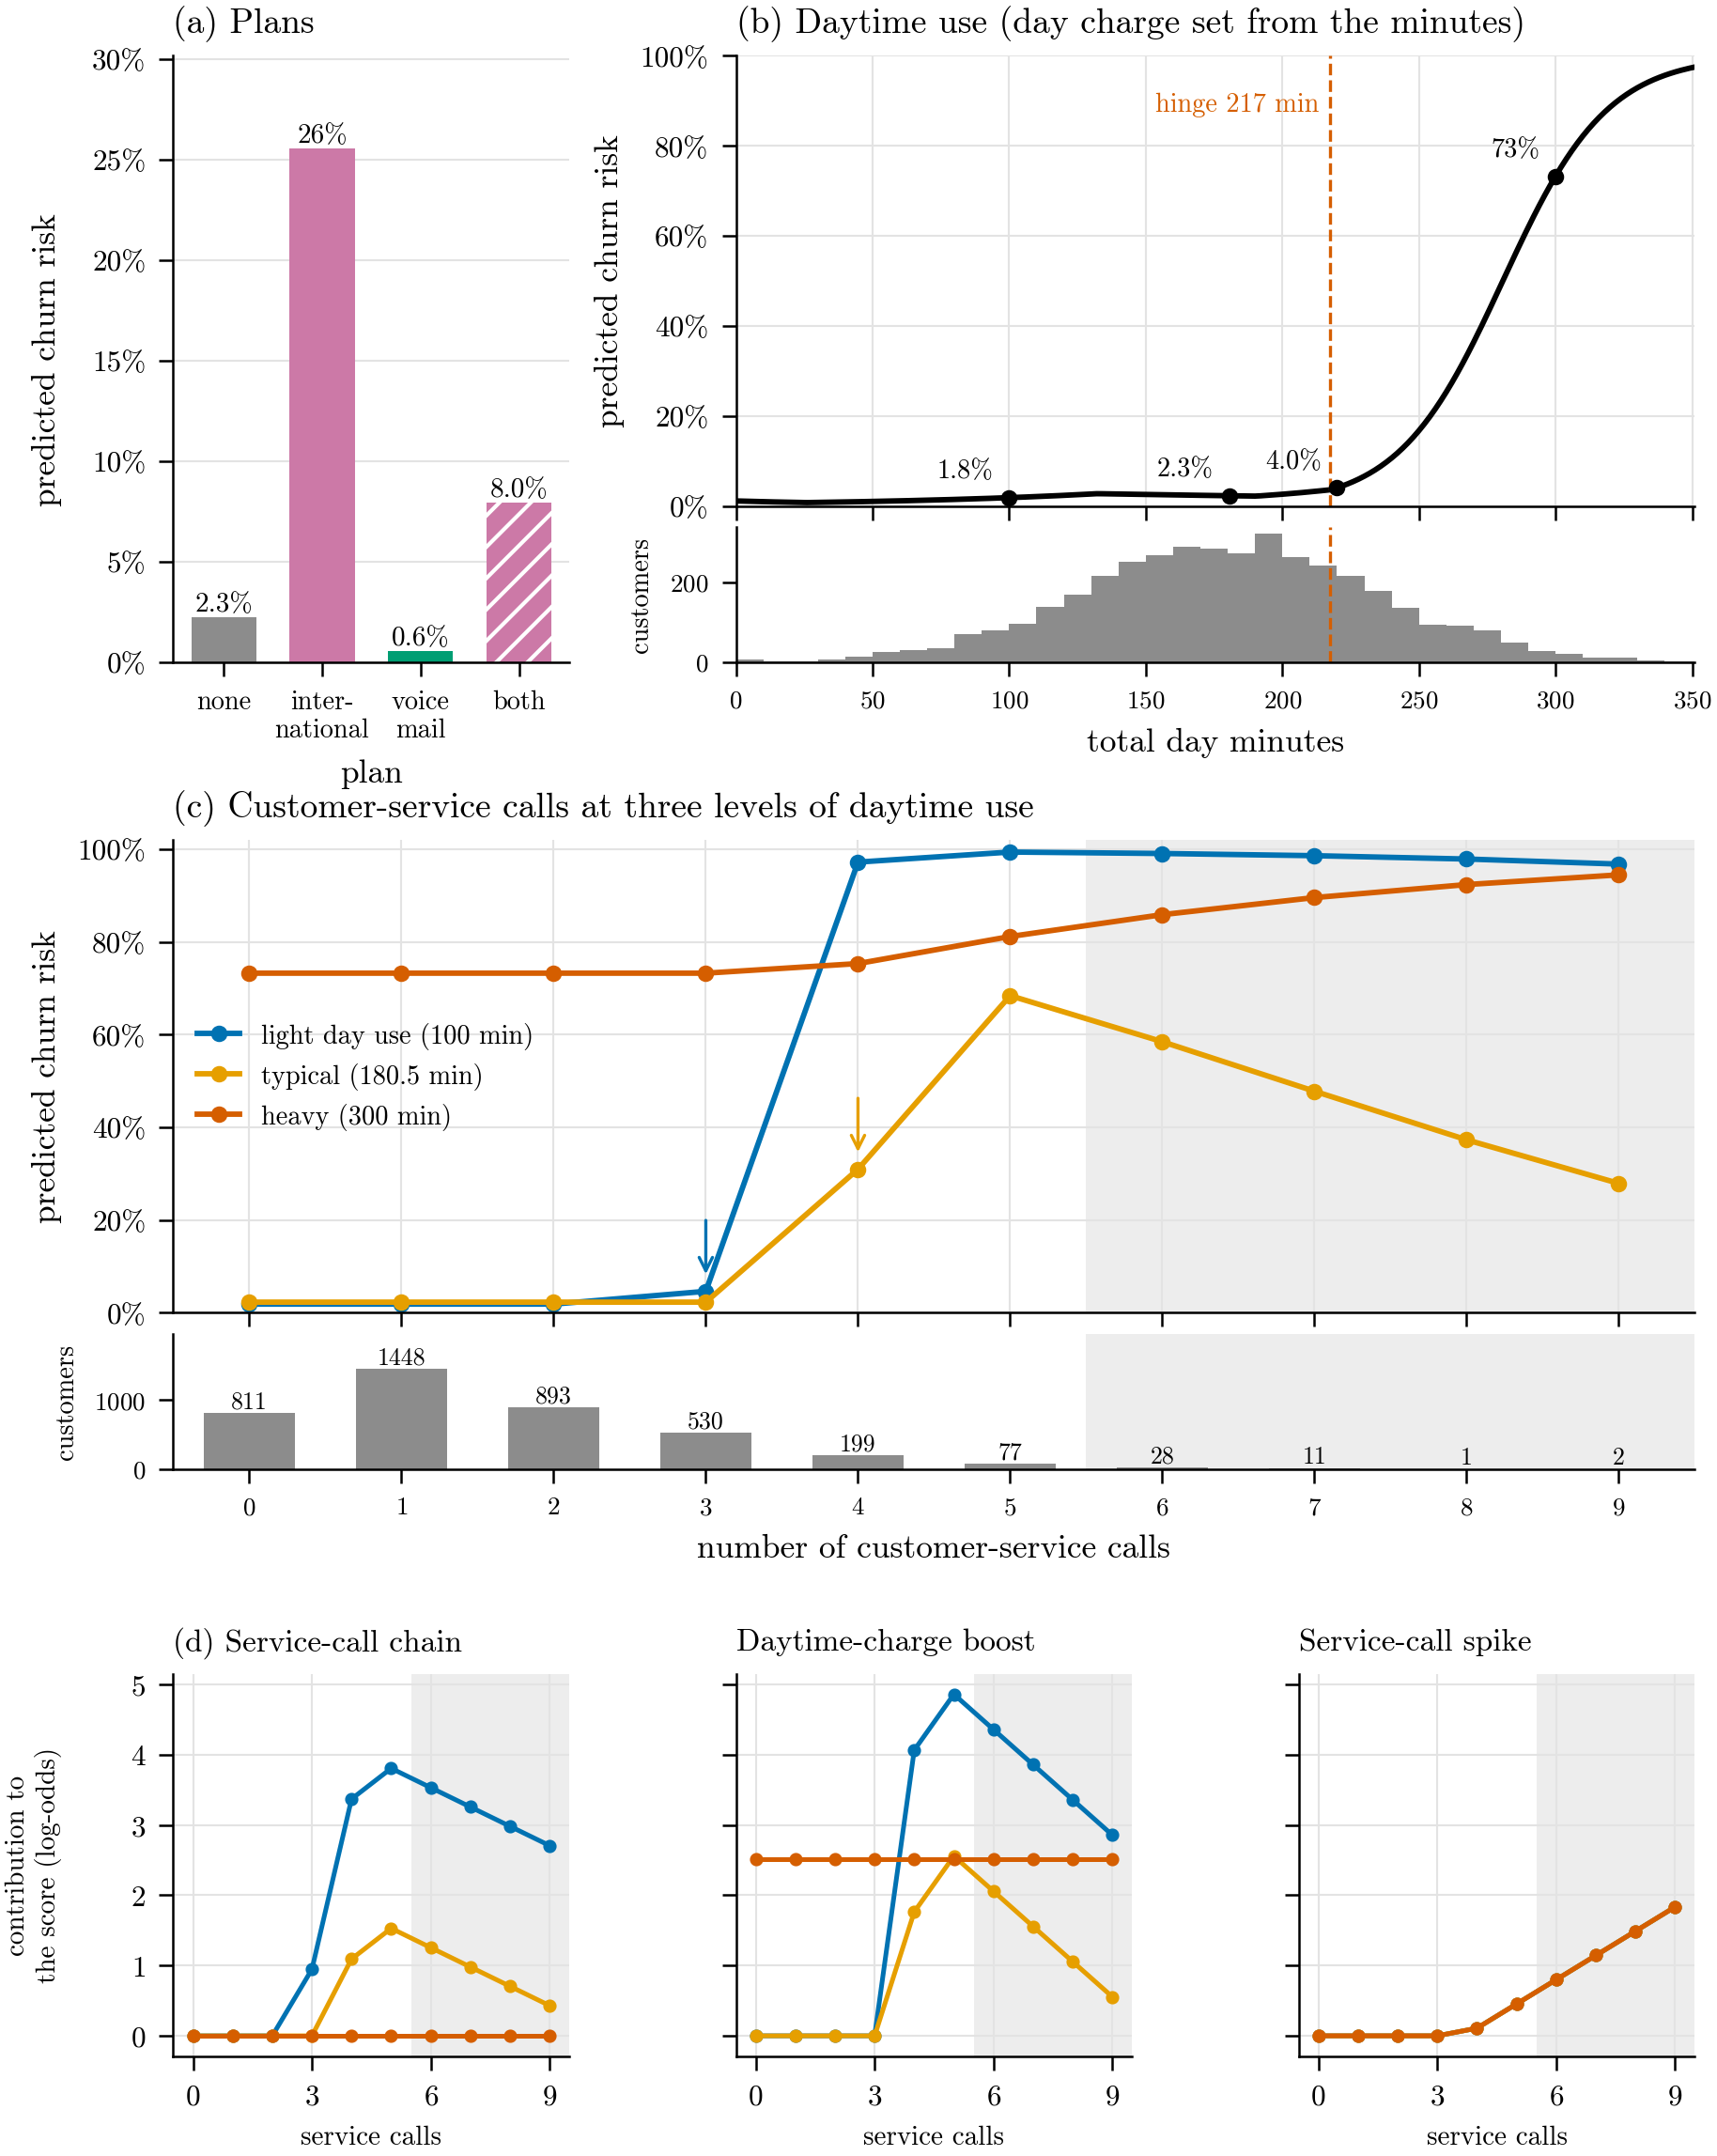 (a) Plans
30%
25%
20%
15%
10%
5%
0%
predicted churn risk
2.3%
26%
0.6%
8.0%
none
inter-
national
voice
mail
both
plan
(b) Daytime use (day charge set from the minutes)
100%
80%
60%
40%
20%
0%
predicted churn risk
hinge 217 min
1.8%
2.3%
4.0%
73%
200
0
customers
0 50 100 150 200 250 300 350
total day minutes
(c) Customer-service calls at three levels of daytime use
100%
80%
60%
40%
20%
0%
predicted churn risk
light day use (100 min)
typical (180.5 min)
heavy (300 min)
1000
0
customers
811 1448 893 530 199 77 28 11 1 2
0 1 2 3 4 5 6 7 8 9
number of customer-service calls
(d) Service-call chain
5
4
3
2
1
0
contribution to
the score (log-odds)
0 3 6 9
service calls
Daytime-charge boost
0 3 6 9
service calls
Service-call spike
0 3 6 9
service calls